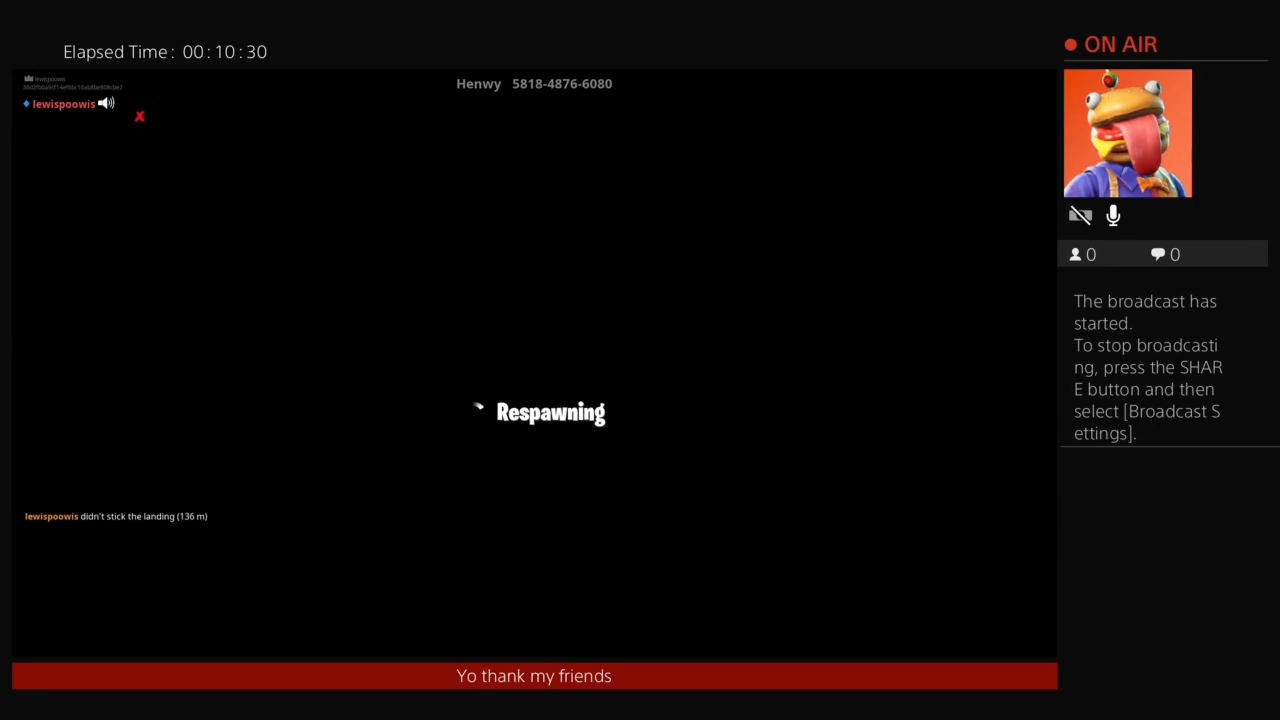 Elapsed Time: 00:10:30
ON AIR
lewispoowis
Henwy 5818-4876-6080
lewispoowis
X
0 0
The broadcast has
started.
To stop broadcasti
ng, press the SHAR
E button and then
select [Broadcast S
ettings].
Respawning
lewispoowis didn't stick the landing (136 m)
Yo thank my friends